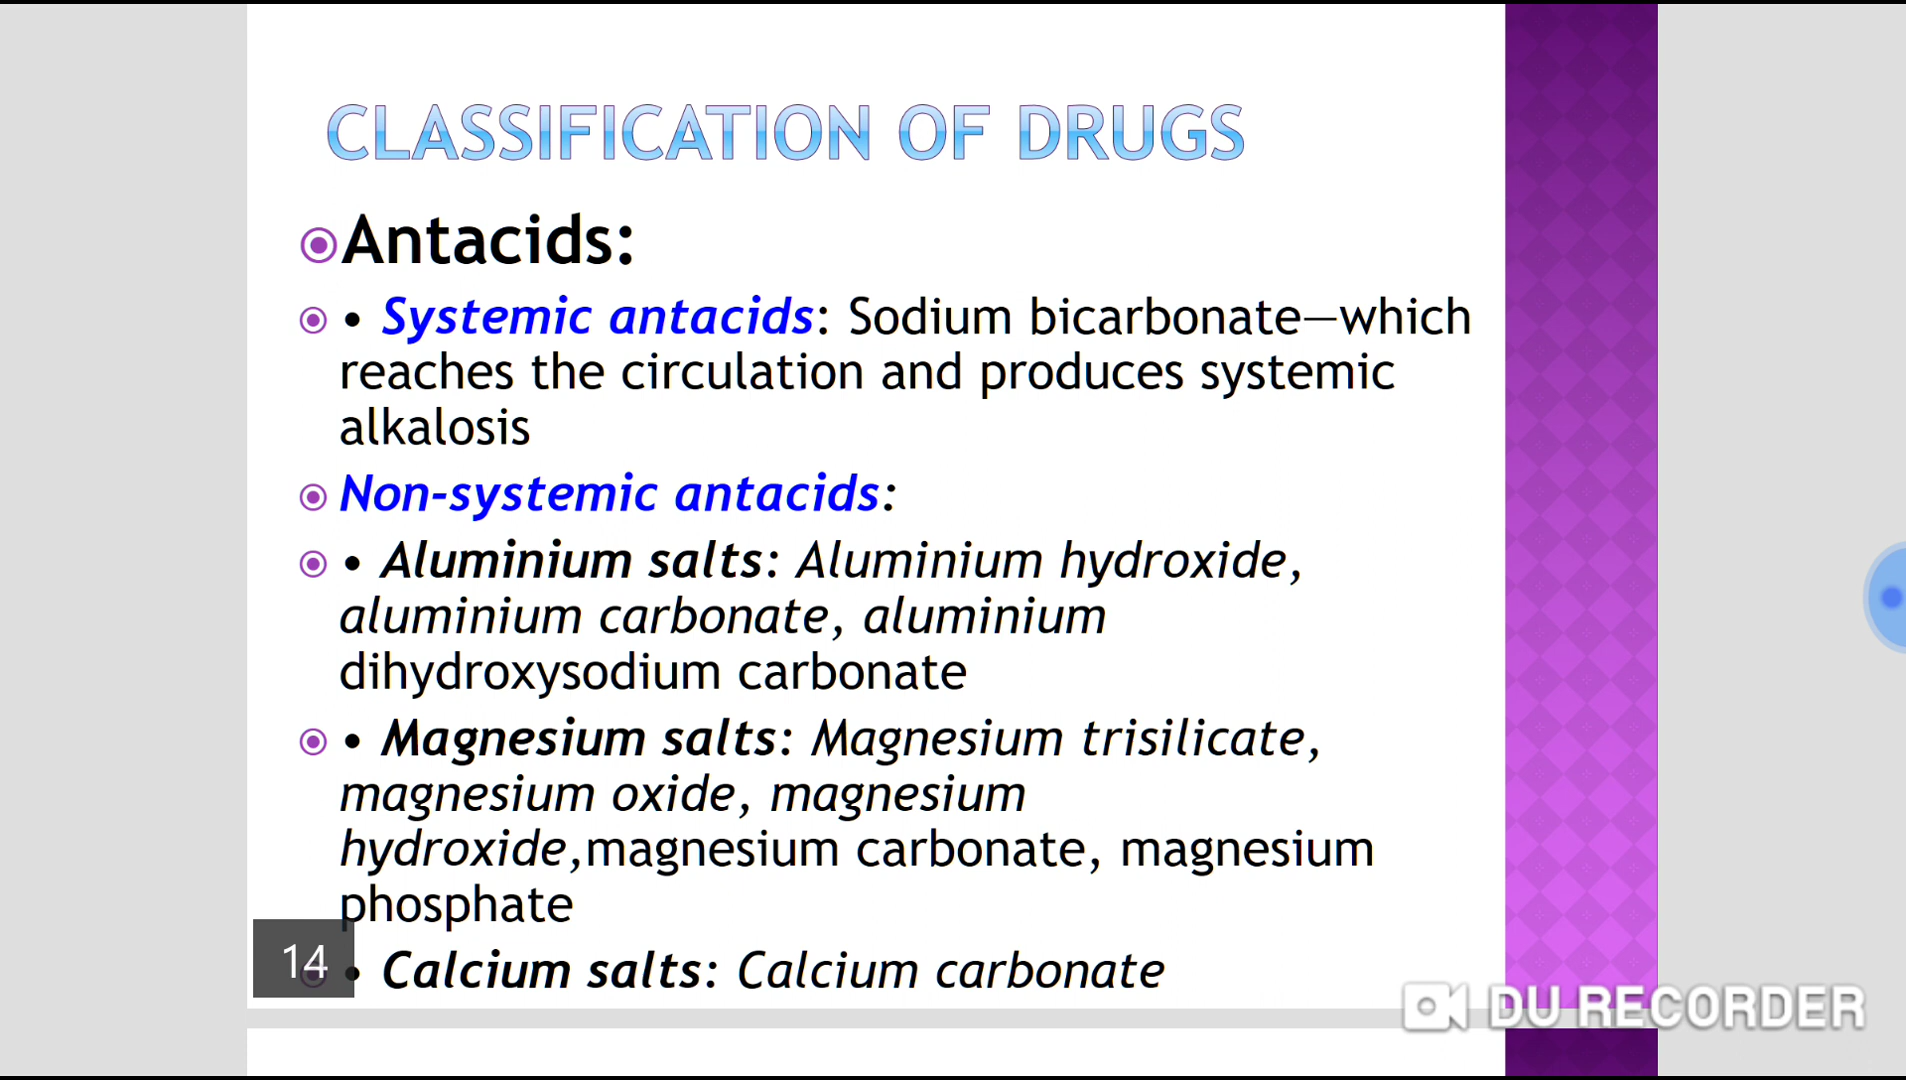 CLASSIFICATION OF DRUGS
Antacids:
• Systemic antacids: Sodium bicarbonate—which
reaches the circulation and produces systemic
alkalosis
Non-systemic antacids:
• Aluminium salts: Aluminium hydroxide,
aluminium carbonate, aluminium
dihydroxysodium carbonate
• Magnesium salts: Magnesium trisilicate,
magnesium oxide, magnesium
hydroxide,magnesium carbonate, magnesium
phosphate
• Calcium salts: Calcium carbonate
14
DU RECORDER